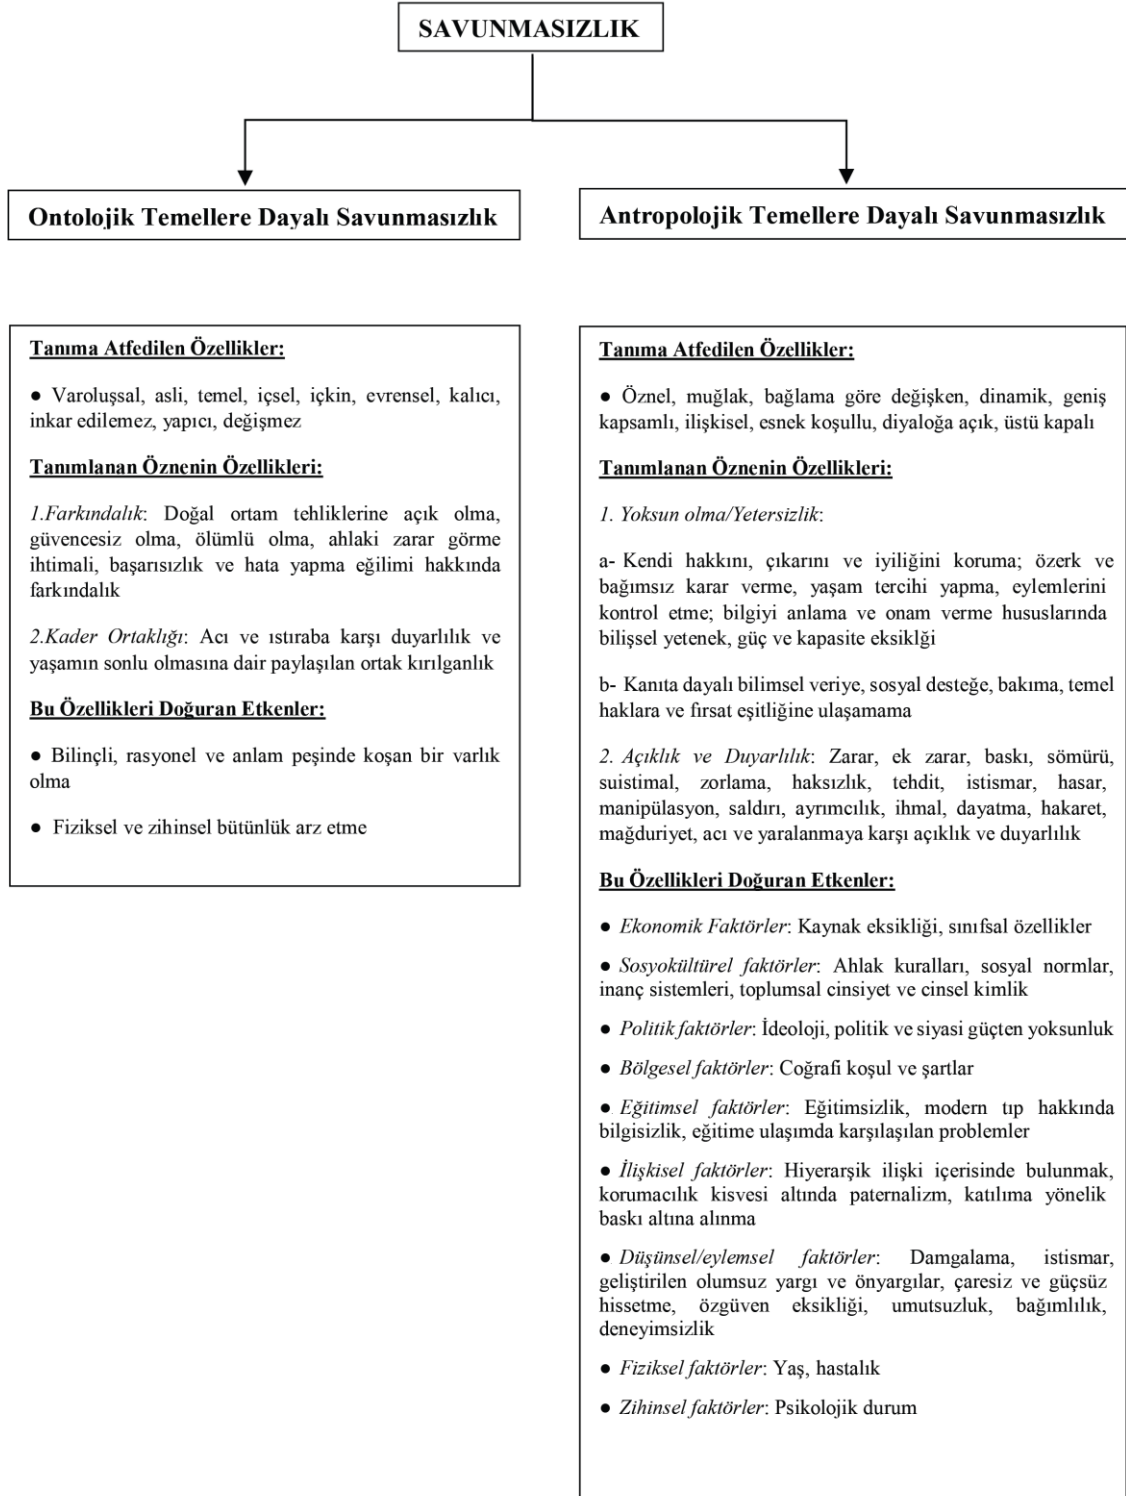 SAVUNMASIZLIK
Ontolojik Temellere Dayalı Savunmasızlık
Tanıma Atfedilen Özellikler:
● Varoluşsal, asli, temel, içsel, içkin, evrensel, kalıcı,
inkar edilemez, yapıcı, değişmez
Tanımlanan Öznenin Özellikleri:
1.Farkındalık: Doğal ortam tehliklerine açık olma,
güvencesiz olma, ölümlü olma, ahlaki zarar görme
ihtimali, başarısızlık ve hata yapma eğilimi hakkında
farkındalık
2.Kader Ortaklığı: Acı ve ıstıraba karşı duyarlılık ve
yaşamın sonlu olmasına dair paylaşılan ortak kırılganlık
Bu Özellikleri Doğuran Etkenler:
● Bilinçli, rasyonel ve anlam peşinde koşan bir varlık
olma
● Fiziksel ve zihinsel bütünlük arz etme
Antropolojik Temellere Dayalı Savunmasızlık
Tanıma Atfedilen Özellikler:
● Öznel, muğlak, bağlama göre değişken, dinamik, geniş
kapsamlı, ilişkisel, esnek koşullu, diyaloğa açık, üstü kapalı
Tanımlanan Öznenin Özellikleri:
1. Yoksun olma/Yetersizlik:
a- Kendi hakkını, çıkarını ve iyiliğini koruma; özerk ve
bağımsız karar verme, yaşam tercihi yapma, eylemlerini
kontrol etme; bilgiyi anlama ve onam verme hususlarında
bilişsel yetenek, güç ve kapasite eksiklği
b- Kanıta dayalı bilimsel veriye, sosyal desteğe, bakıma, temel
haklara ve fırsat eşitliğine ulaşamama
2. Açıklık ve Duyarlılık: Zarar, ek zarar, baskı, sömürü,
suistimal, zorlama, haksızlık, tehdit, istismar, hasar,
manipülasyon, saldırı, ayrımcılık, ihmal, dayatma, hakaret,
mağduriyet, acı ve yaralanmaya karşı açıklık ve duyarlılık
Bu Özellikleri Doğuran Etkenler:
● Ekonomik Faktörler: Kaynak eksikliği, sınıfsal özellikler
● Sosyokültürel faktörler: Ahlak kuralları, sosyal normlar,
inanç sistemleri, toplumsal cinsiyet ve cinsel kimlik
● Politik faktörler: İdeoloji, politik ve siyasi güçten yoksunluk
● Bölgesel faktörler: Coğrafi koşul ve şartlar
● Eğitimsel faktörler: Eğitimsizlik, modern tıp hakkında
bilgisizlik, eğitime ulaşımda karşılaşılan problemler
● İlişkisel faktörler: Hiyerarşik ilişki içerisinde bulunmak,
korumacılık kisvesi altında paternalizm, katılıma yönelik
baskı altına alınma
● Düşünsel/eylemsel faktörler: Damgalama, istismar,
geliştirilen olumsuz yargı ve önyargılar, çaresiz ve güçsüz
hissetme, özgüven eksikliği, umutsuzluk, bağımlılık,
deneyimsizlik
● Fiziksel faktörler: Yaş, hastalık
● Zihinsel faktörler: Psikolojik durum